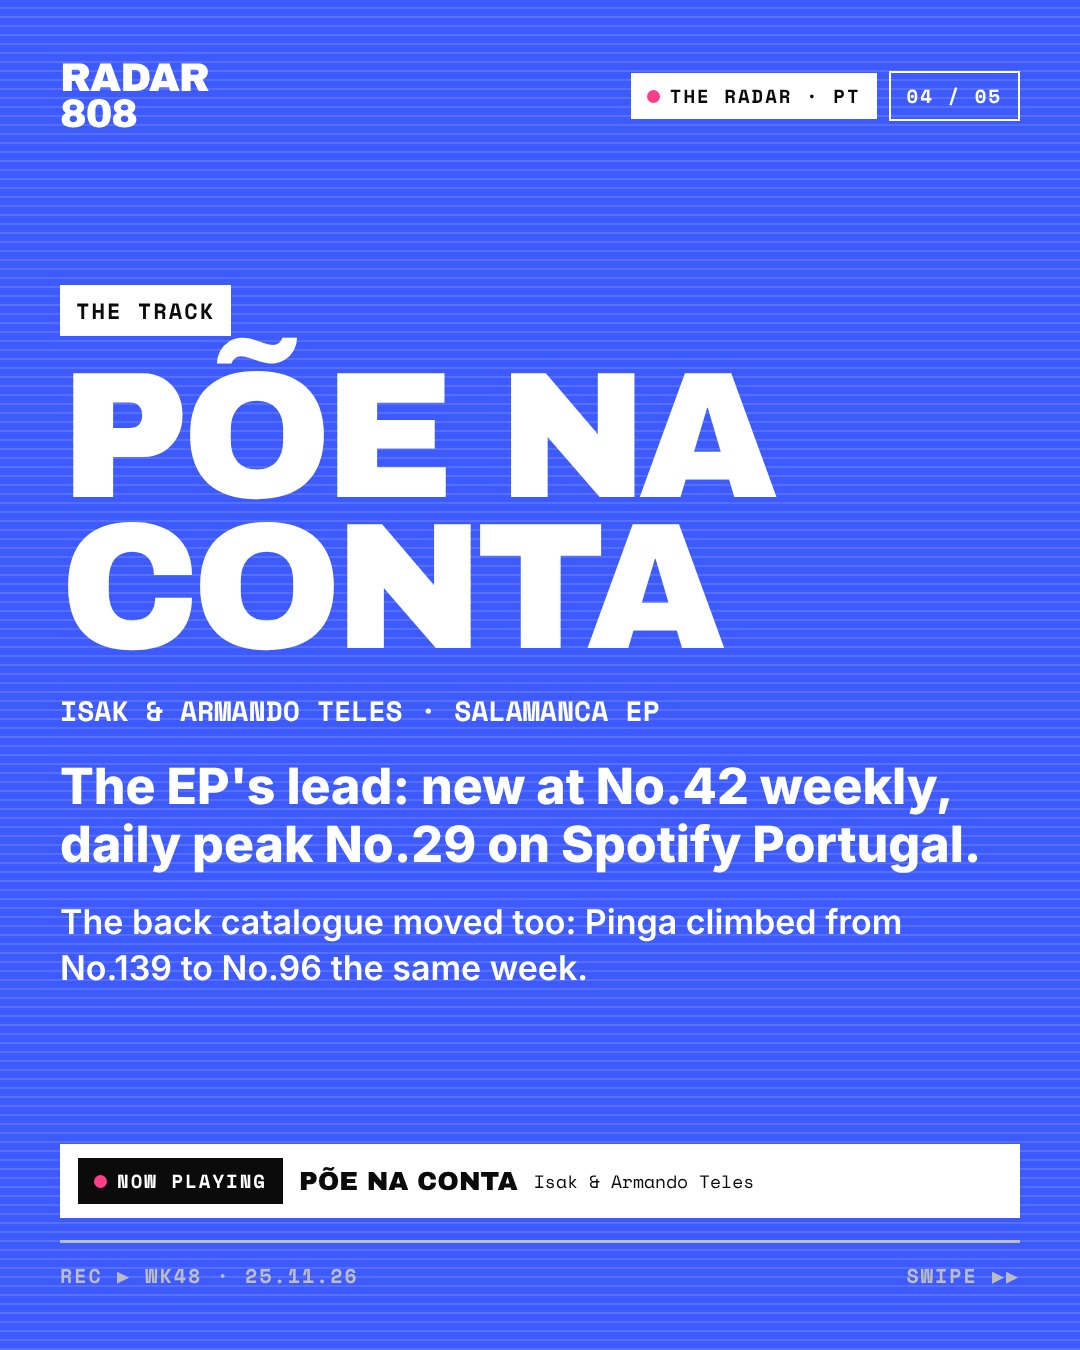 RADAR
808
THE RADAR · PT
04 / 05
THE TRACK
PÕE NA
CONTA
ISAK & ARMANDO TELES · SALAMANCA EP
The EP's lead: new at No.42 weekly,
daily peak No.29 on Spotify Portugal.
The back catalogue moved too: Pinga climbed from
No.139 to No.96 the same week.
NOW PLAYING PÕE NA CONTA Isak & Armando Teles
REC ▶ WK48 · 25.11.26
SWIPE ▶▶